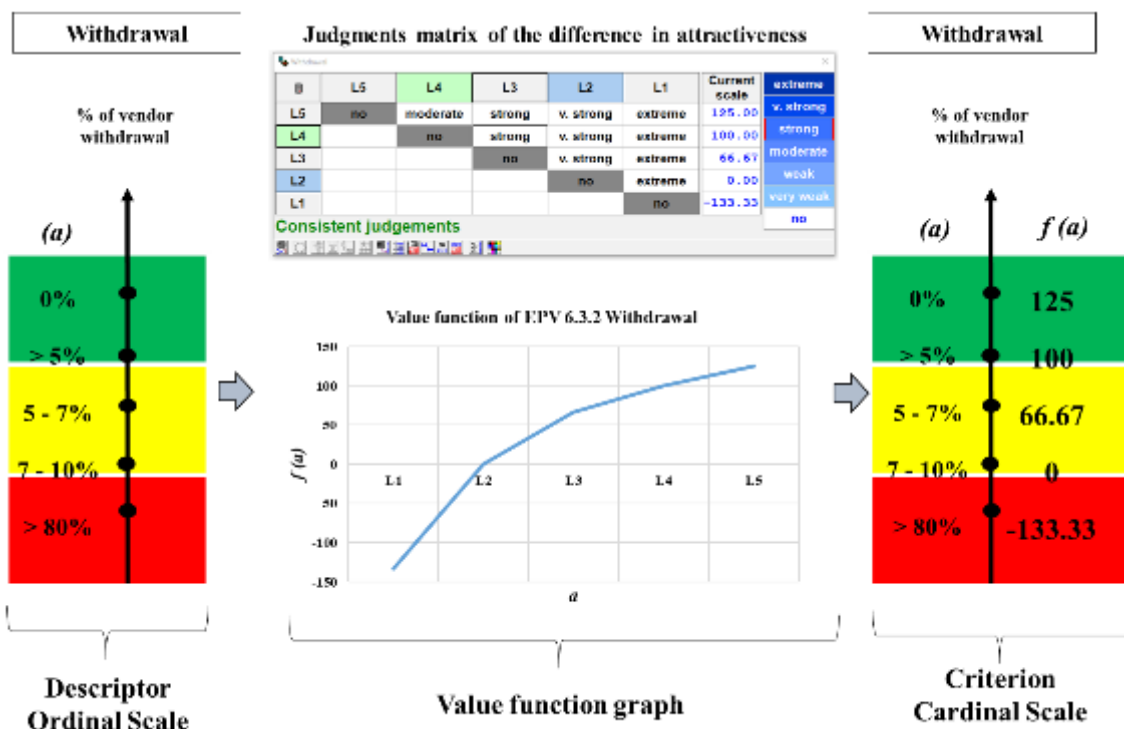 Withdrawal
Judgments matrix of the difference in attractiveness
Withdrawal
% of vendor
withdrawal
(a)
0%
> 5%
5 - 7%
7 - 10%
> 80%
Descriptor
Ordinal Scale
Withdrawal
L5 L4 L3 L2 L1 Current scale
L5 no moderate strong v. strong extreme 125.00
L4 no strong v. strong extreme 100.00
L3 no v. strong extreme 66.67
L2 no extreme 0.00
L1 no -133.33
extreme
v. strong
strong
moderate
weak
very weak
no
Consistent judgements
Value function of EPV 6.3.2 Withdrawal
150
100
50
0
-50
-100
-150
f(a)
L1 L2 L3 L4 L5
a
Value function graph
% of vendor
withdrawal
(a) f (a)
0% 125
> 5% 100
5 - 7% 66.67
7 - 10% 0
> 80% -133.33
Criterion
Cardinal Scale